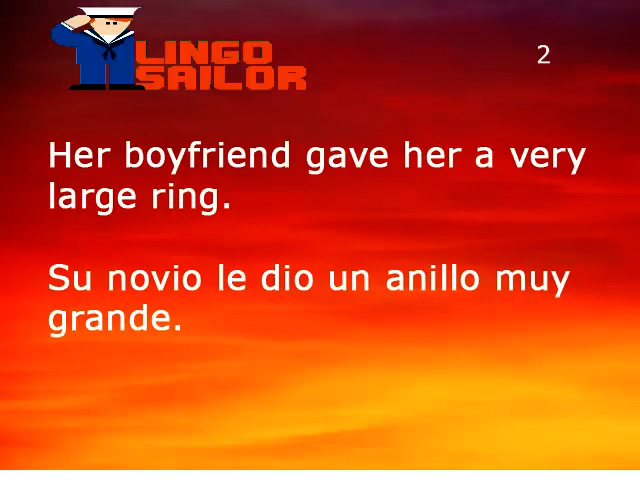 LINGO
SAILOR
2
Her boyfriend gave her a very
large ring.
Su novio le dio un anillo muy
grande.